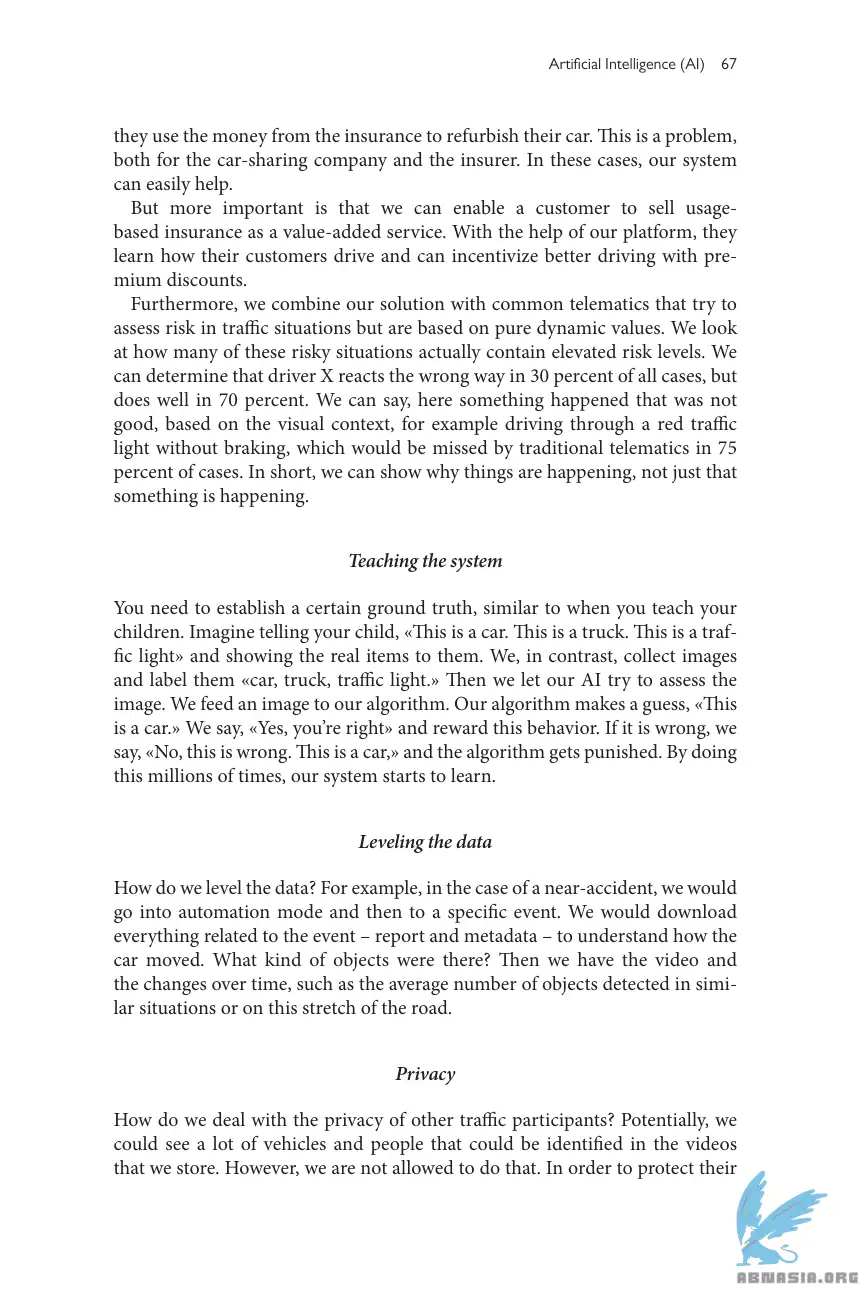 Artificial Intelligence (AI) 67
they use the money from the insurance to refurbish their car. This is a problem,
both for the car-sharing company and the insurer. In these cases, our system
can easily help.
But more important is that we can enable a customer to sell usage-
based insurance as a value-added service. With the help of our platform, they
learn how their customers drive and can incentivize better driving with pre-
mium discounts.
Furthermore, we combine our solution with common telematics that try to
assess risk in traffic situations but are based on pure dynamic values. We look
at how many of these risky situations actually contain elevated risk levels. We
can determine that driver X reacts the wrong way in 30 percent of all cases, but
does well in 70 percent. We can say, here something happened that was not
good, based on the visual context, for example driving through a red traffic
light without braking, which would be missed by traditional telematics in 75
percent of cases. In short, we can show why things are happening, not just that
something is happening.
Teaching the system
You need to establish a certain ground truth, similar to when you teach your
children. Imagine telling your child, «This is a car. This is a truck. This is a traf-
fic light» and showing the real items to them. We, in contrast, collect images
and label them «car, truck, traffic light.» Then we let our AI try to assess the
image. We feed an image to our algorithm. Our algorithm makes a guess, «This
is a car.» We say, «Yes, you're right» and reward this behavior. If it is wrong, we
say, «No, this is wrong. This is a car,» and the algorithm gets punished. By doing
this millions of times, our system starts to learn.
Leveling the data
How do we level the data? For example, in the case of a near-accident, we would
go into automation mode and then to a specific event. We would download
everything related to the event – report and metadata – to understand how the
car moved. What kind of objects were there? Then we have the video and
the changes over time, such as the average number of objects detected in simi-
lar situations or on this stretch of the road.
Privacy
How do we deal with the privacy of other traffic participants? Potentially, we
could see a lot of vehicles and people that could be identified in the videos
that we store. However, we are not allowed to do that. In order to protect their
ABNASIA.ORG